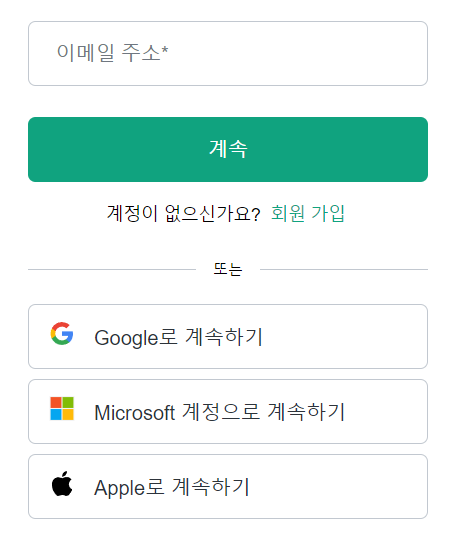 이메일 주소*
계속
계정이 없으신가요? 회원 가입
또는
Google로 계속하기
Microsoft 계정으로 계속하기
Apple로 계속하기